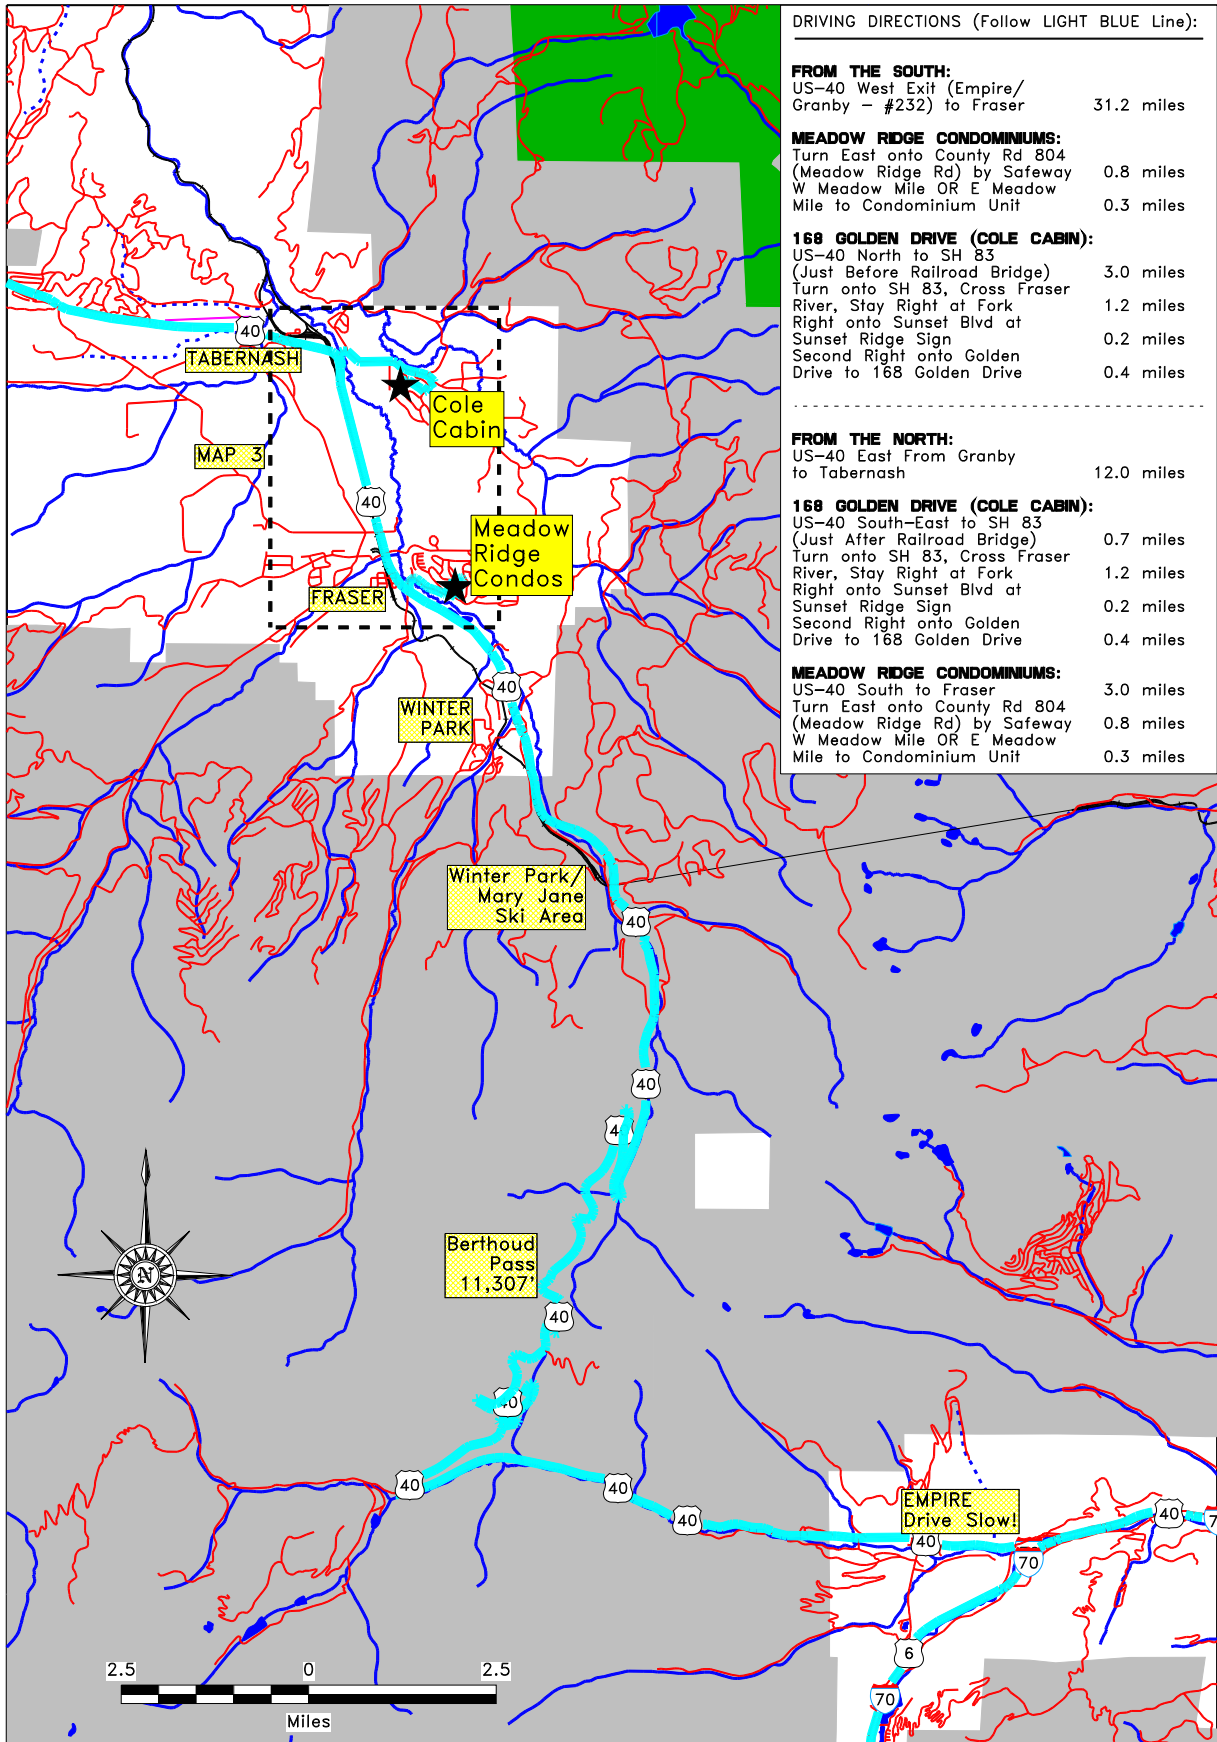 DRIVING DIRECTIONS (Follow LIGHT BLUE Line):
FROM THE SOUTH:
US-40 West Exit (Empire/
Granby - #232) to Fraser 31.2 miles
MEADOW RIDGE CONDOMINIUMS:
Turn East onto County Rd 804
(Meadow Ridge Rd) by Safeway 0.8 miles
W Meadow Mile OR E Meadow
Mile to Condominium Unit 0.3 miles
168 GOLDEN DRIVE (COLE CABIN):
US-40 North to SH 83
(Just Before Railroad Bridge) 3.0 miles
Turn onto SH 83, Cross Fraser
River, Stay Right at Fork 1.2 miles
Right onto Sunset Blvd at
Sunset Ridge Sign 0.2 miles
Second Right onto Golden
Drive to 168 Golden Drive 0.4 miles
FROM THE NORTH:
US-40 East From Granby
to Tabernash 12.0 miles
168 GOLDEN DRIVE (COLE CABIN):
US-40 South-East to SH 83
(Just After Railroad Bridge) 0.7 miles
Turn onto SH 83, Cross Fraser
River, Stay Right at Fork 1.2 miles
Right onto Sunset Blvd at
Sunset Ridge Sign 0.2 miles
Second Right onto Golden
Drive to 168 Golden Drive 0.4 miles
MEADOW RIDGE CONDOMINIUMS:
US-40 South to Fraser 3.0 miles
Turn East onto County Rd 804
(Meadow Ridge Rd) by Safeway 0.8 miles
W Meadow Mile OR E Meadow
Mile to Condominium Unit 0.3 miles
40
TABERNASH
Cole
Cabin
MAP 3
40
Meadow
Ridge
Condos
FRASER
40
WINTER
PARK
Winter Park/
Mary Jane
Ski Area
40
40
4
Berthoud
Pass
11,307'
N
40
40
40
40
40
EMPIRE
Drive Slow!
40
40
7
70
6
70
2.5 0 2.5
Miles